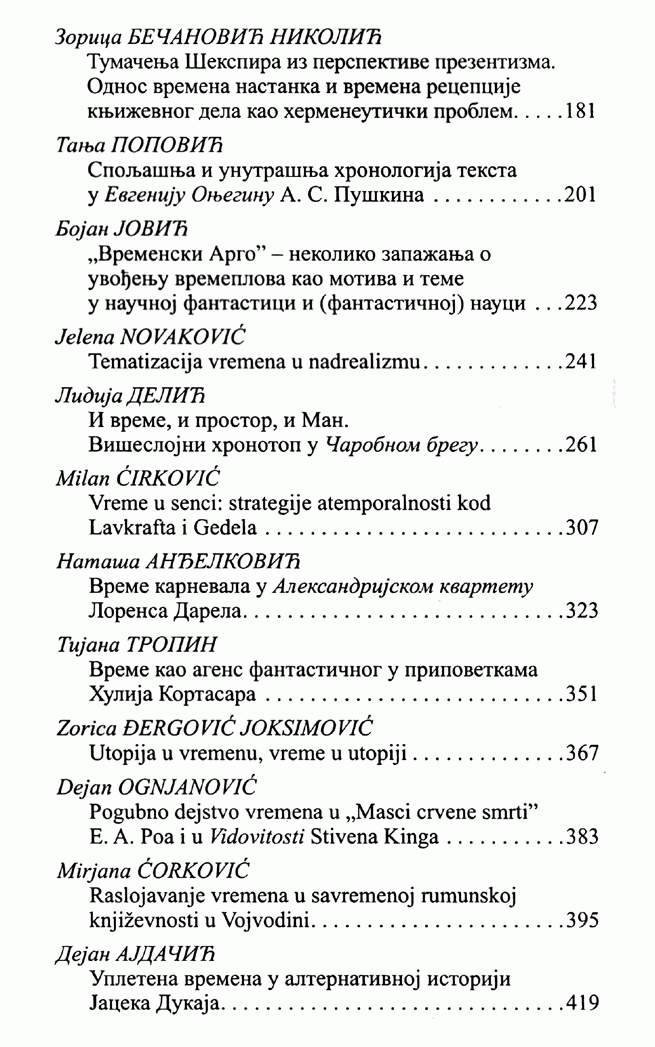 Зорица БЕЧАНОВИЋ НИКОЛИЋ
Тумачења Шекспира из перспективе презентизма.
Однос времена настанка и времена рецепције
књижевног дела као херменеутички проблем.....181
Тања ПОПОВИЋ
Спољашња и унутрашња хронологија текста
у Евгенију Оњегину А. С. Пушкина ............201
Бојан ЈОВИЋ
„Временски Арго” – неколико запажања о
увођењу времеплова као мотива и теме
у научној фантастици и (фантастичној) науци ...223
Jelena NOVAKOVIĆ
Tematizacija vremena u nadrealizmu.............241
Лидија ДЕЛИЋ
И време, и простор, и Ман.
Вишеслојни хронотоп у Чаробном брегу........261
Milan ĆIRKOVIĆ
Vreme u senci: strategije atemporalnosti kod
Lavkrafta i Gedela ............................307
Наташа АНЂЕЛКОВИЋ
Време карневала у Александријском квартету
Лоренса Дарела..............................323
Тијана ТРОПИН
Време као агенс фантастичног у приповеткама
Хулија Кортасара ............................351
Zorica ĐERGOVIĆ JOKSIMOVIĆ
Utopija u vremenu, vreme u utopiji ..............367
Dejan OGNJANOVIĆ
Pogubno dejstvo vremena u „Masci crvene smrti”
E. A. Poa i u Vidovitosti Stivena Kinga ...........383
Mirjana ĆORKOVIĆ
Raslojavanje vremena u savremenoj rumunskoj
književnosti u Vojvodini........................395
Дејан АЈДАЧИЋ
Уплетена времена у алтернативној историји
Јацека Дукаја................................419